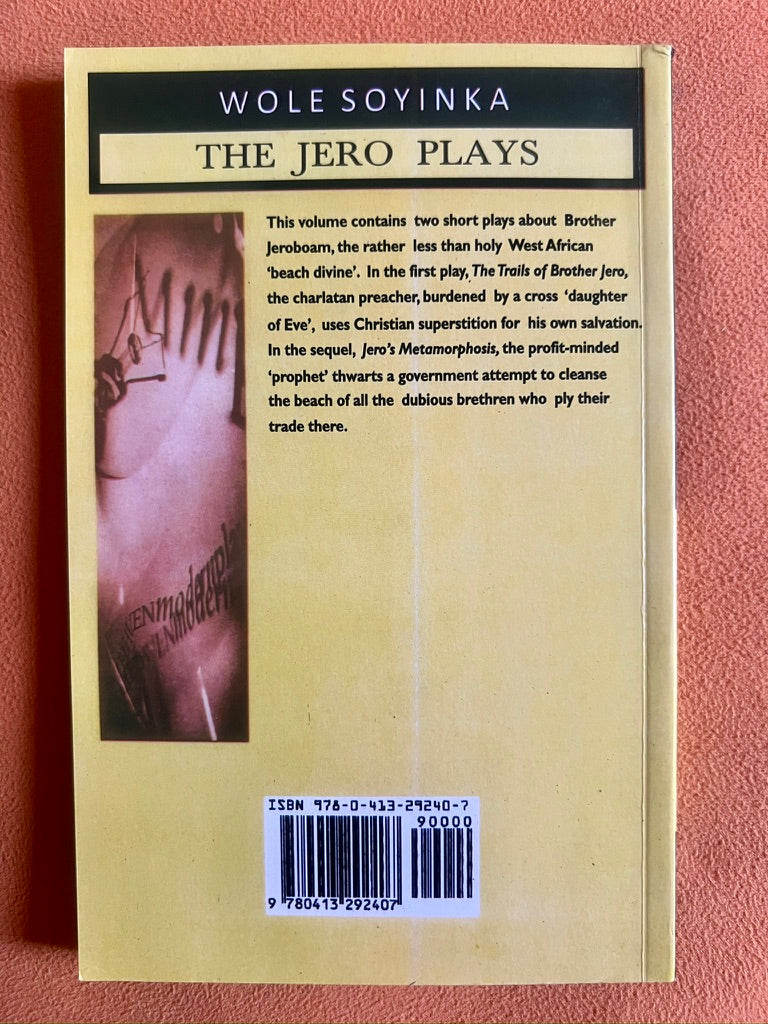 WOLE SOYINKA
THE JERO PLAYS
This volume contains two short plays about Brother
Jeroboam, the rather less than holy West African
‘beach divine’. In the first play, The Trails of Brother Jero,
the charlatan preacher, burdened by a cross ‘daughter
of Eve’, uses Christian superstition for his own salvation.
In the sequel, Jero’s Metamorphosis, the profit-minded
‘prophet’ thwarts a government attempt to cleanse
the beach of all the dubious brethren who ply their
trade there.
ISBN 978-0-413-29240-7
90000
9 780413 292407